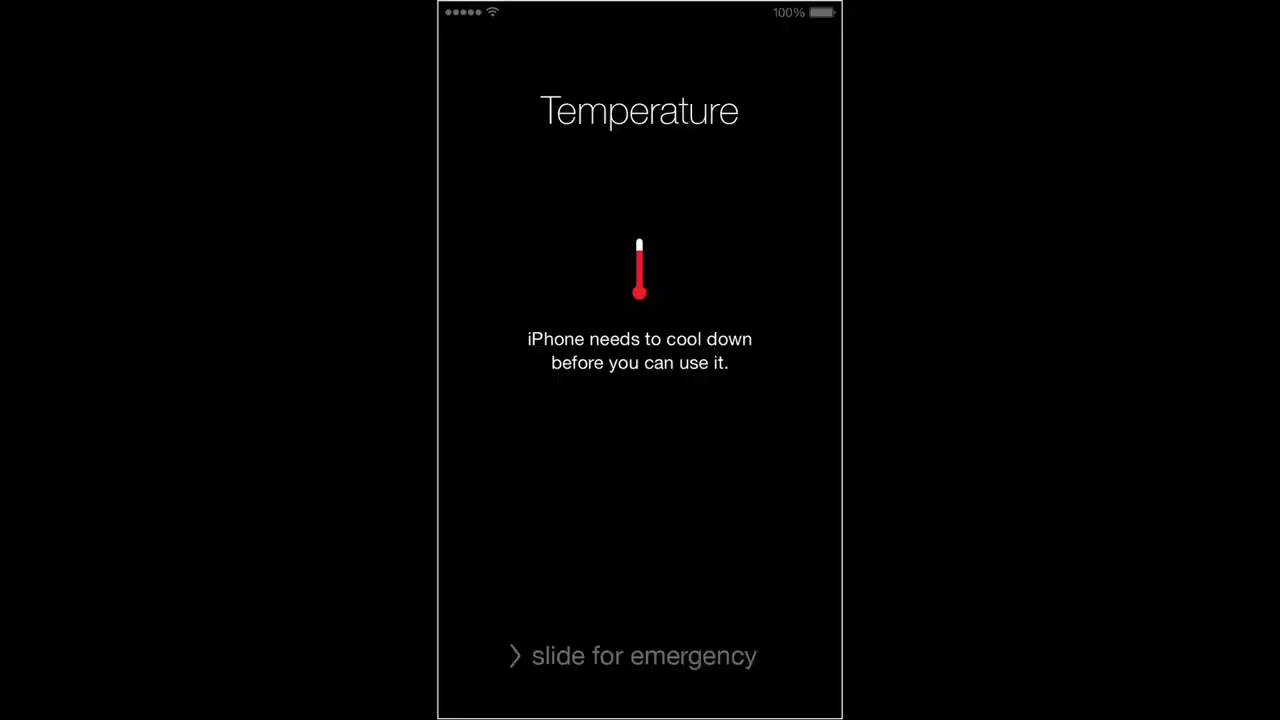 100%
Temperature
iPhone needs to cool down
before you can use it.
slide for emergency